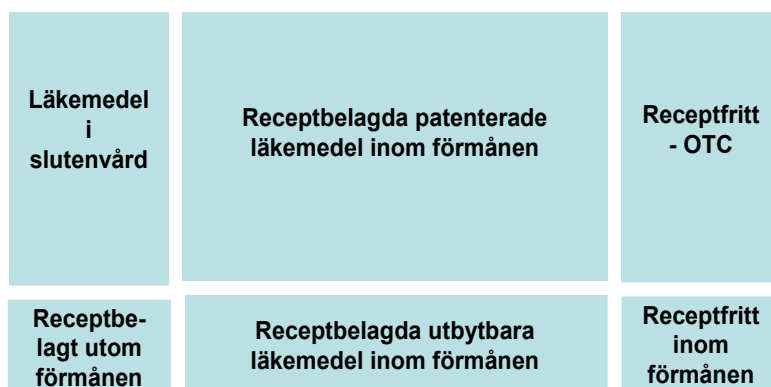 Läkemedel
i
slutenvård
Receptbelagda patenterade
läkemedel inom förmånen
Receptfritt
- OTC
Receptbe-
lagt utom
förmånen
Receptbelagda utbytbara
läkemedel inom förmånen
Receptfritt
inom
förmånen